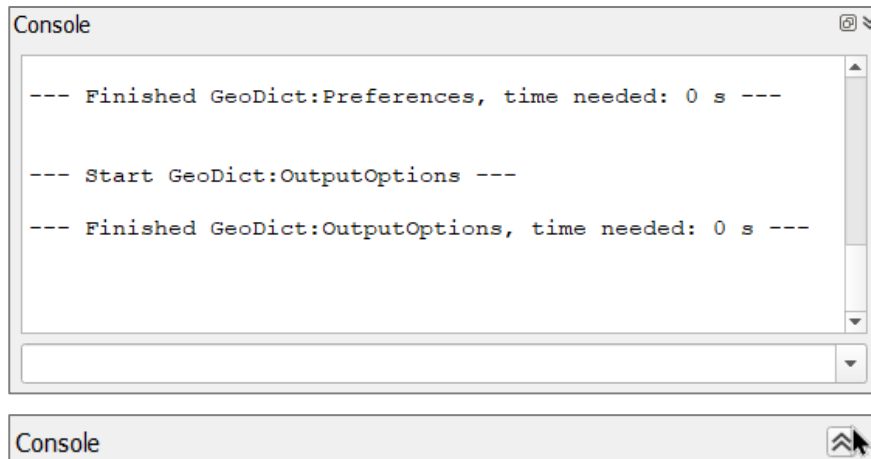 Console
--- Finished GeoDict:Preferences, time needed: 0 s ---
--- Start GeoDict:OutputOptions ---
--- Finished GeoDict:OutputOptions, time needed: 0 s ---
Console